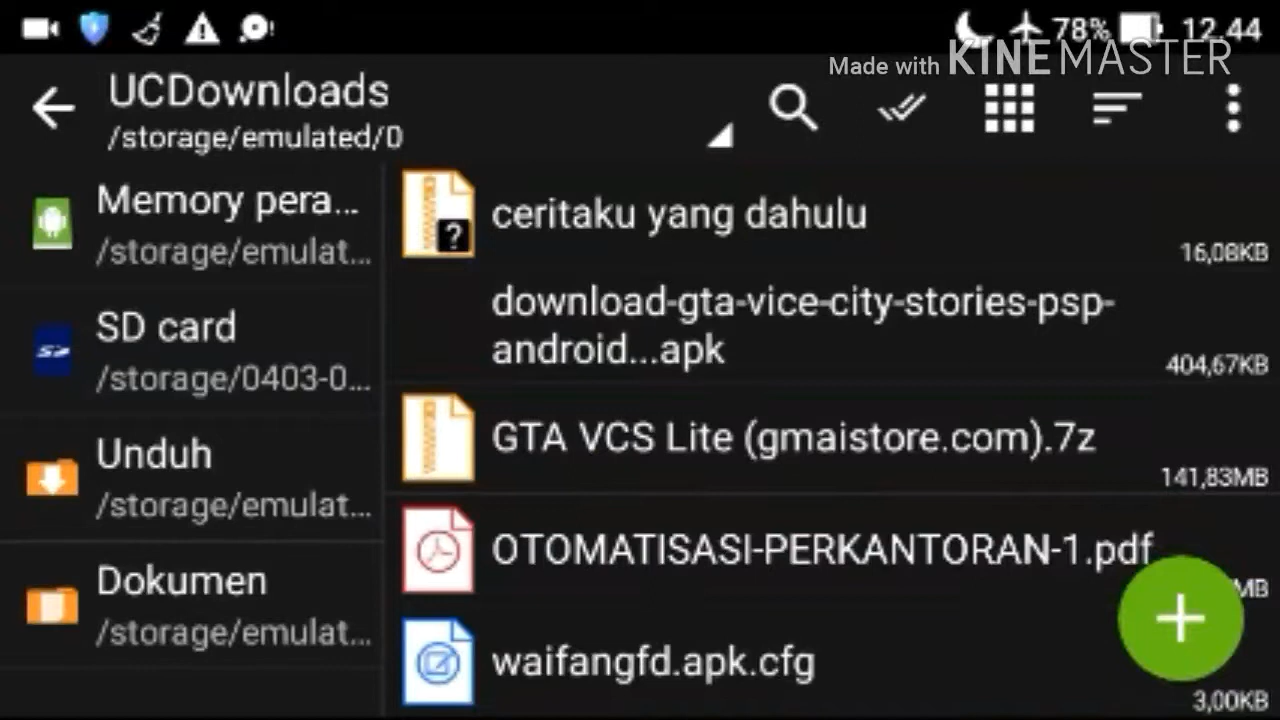 78% 12.44
Made with KINEMASTER
UCDownloads
/storage/emulated/0
Memory pera...
/storage/emulat...
SD card
/storage/0403-0...
Unduh
/storage/emulat...
Dokumen
/storage/emulat...
ceritaku yang dahulu
16,08KB
download-gta-vice-city-stories-psp-
android...apk
404,67KB
GTA VCS Lite (gmaistore.com).7z
141,83MB
OTOMATISASI-PERKANTORAN-1.pdf
MB
waifangfd.apk.cfg
3,00KB